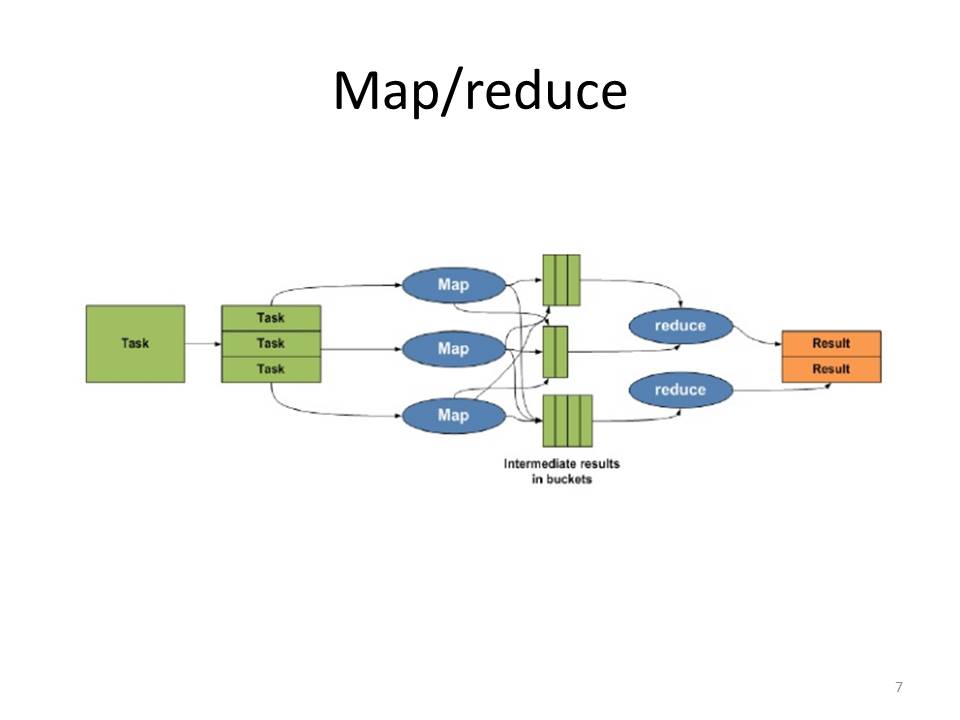 Map/reduce
Task
Task
Task
Task
Map
Map
Map
Intermediate results
in buckets
reduce
reduce
Result
Result
7